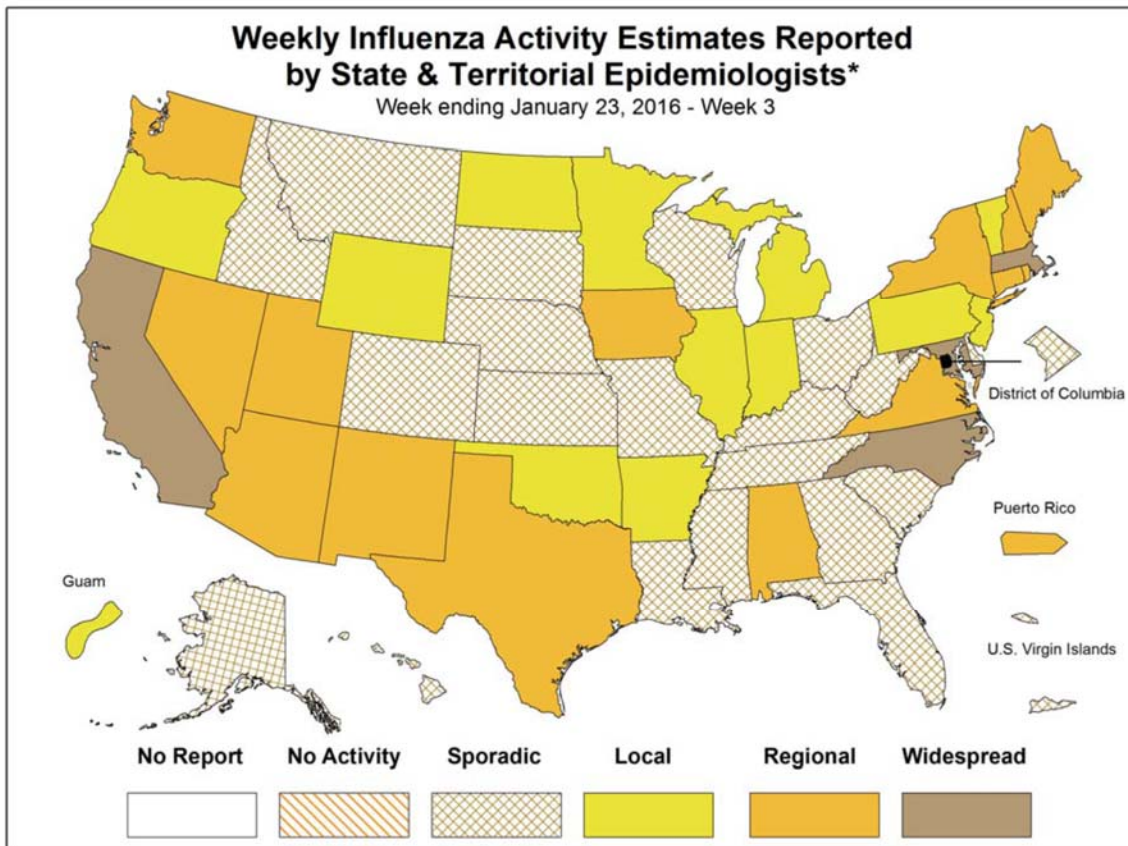 Weekly Influenza Activity Estimates Reported
by State & Territorial Epidemiologists*
Week ending January 23, 2016 - Week 3
District of Columbia
Puerto Rico
Guam
U.S. Virgin Islands
No Report No Activity Sporadic Local Regional Widespread